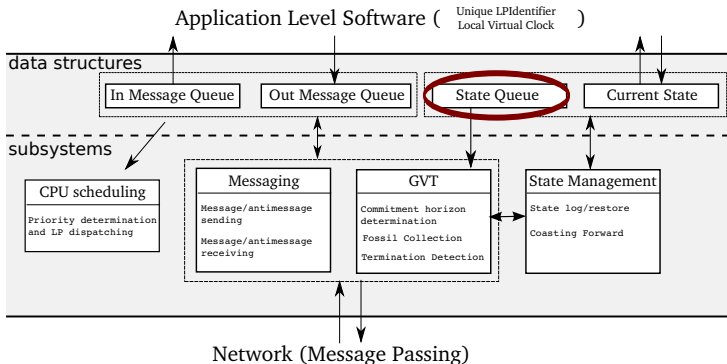 Application Level Software ( Unique LPIdentifier
Local Virtual Clock )
data structures
In Message Queue
Out Message Queue
State Queue
Current State
subsystems
CPU scheduling
Priority determination
and LP dispatching
Messaging
Message/antimessage
sending
Message/antimessage
receiving
GVT
Commitment horizon
determination
Fossil Collection
Termination Detection
State Management
State log/restore
Coasting Forward
Network (Message Passing)